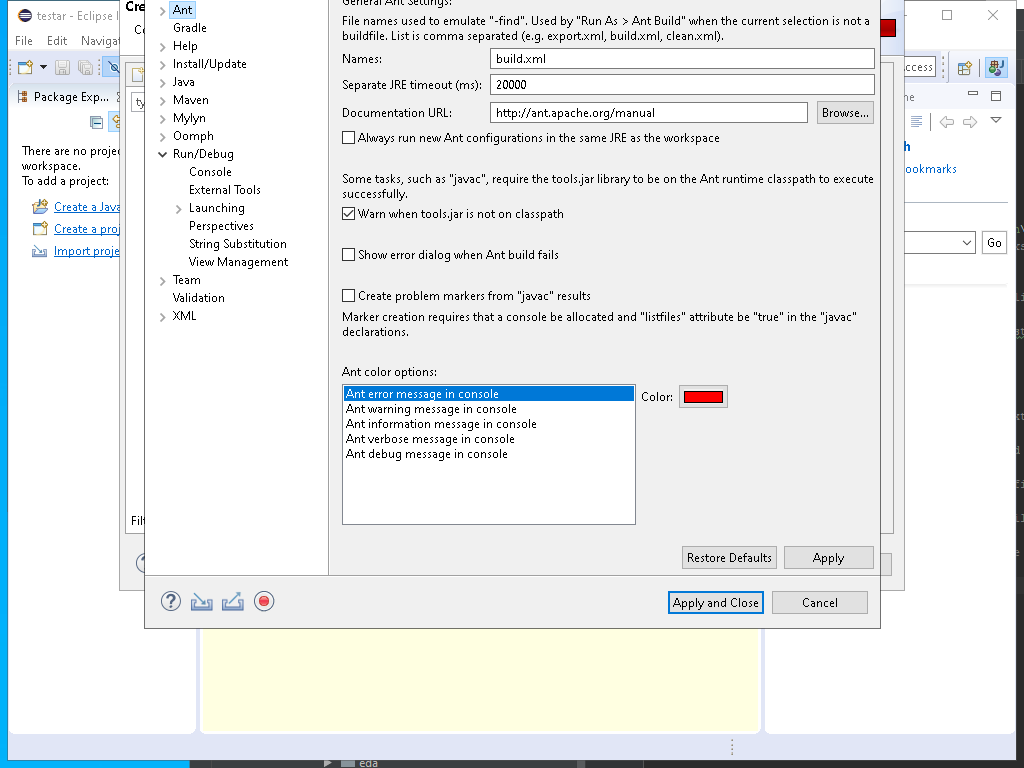 testar - Eclipse I
File Edit Navigat
Package Exp...
There are no proje
workspace.
To add a project:
Create a Java
Create a proj
Import proje
Cre
Filt
Ant
Gradle
Help
Install/Update
Java
Maven
Mylyn
Oomph
Run/Debug
Console
External Tools
Launching
Perspectives
String Substitution
View Management
Team
Validation
XML
General Ant Settings:
File names used to emulate "-find". Used by "Run As > Ant Build" when the current selection is not a
buildfile. List is comma separated (e.g. export.xml, build.xml, clean.xml).
Names: build.xml
Separate JRE timeout (ms): 20000
Documentation URL: http://ant.apache.org/manual Browse...
Always run new Ant configurations in the same JRE as the workspace
Some tasks, such as "javac", require the tools.jar library to be on the Ant runtime classpath to execute
successfully.
Warn when tools.jar is not on classpath
Show error dialog when Ant build fails
Create problem markers from "javac" results
Marker creation requires that a console be allocated and "listfiles" attribute be "true" in the "javac"
declarations.
Ant color options:
Ant error message in console
Ant warning message in console
Ant information message in console
Ant verbose message in console
Ant debug message in console
Color:
Restore Defaults Apply
Apply and Close Cancel
ccess
ne
h
ookmarks
Go
eda